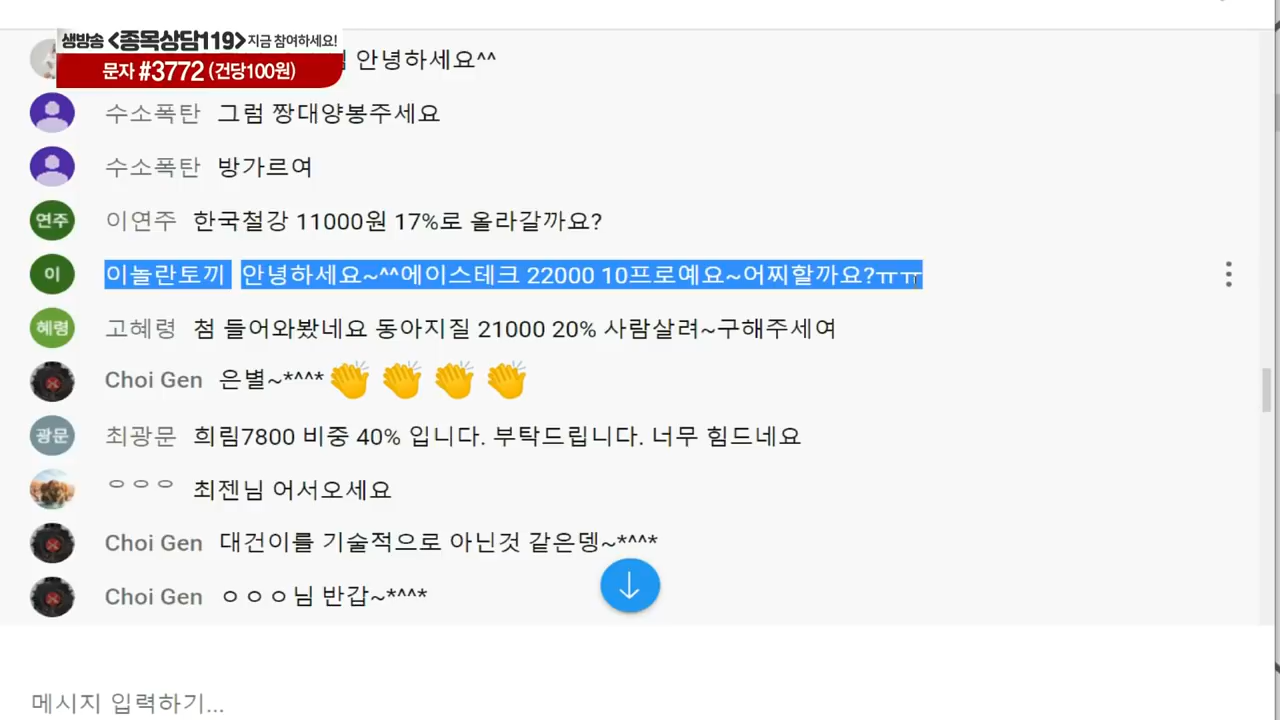 생방송 <종목상담119> 지금 참여하세요!
문자 #3772 (건당100원)
안녕하세요^^
수소폭탄 그럼 짱대양봉주세요
수소폭탄 방가르여
연주 이연주 한국철강 11000원 17%로 올라갈까요?
이 이놀란토끼 안녕하세요~^^에이스테크 22000 10프로예요~어찌할까요?ㅠㅠ
혜령 고혜령 첨 들어와봤네요 동아지질 21000 20% 사람살려~구해주세여
Choi Gen 은별~*^^^* 👏 👏 👏 👏
광문 최광문 희림7800 비중 40% 입니다. 부탁드립니다. 너무 힘드네요
ㅇㅇㅇ 최젠님 어서오세요
Choi Gen 대건이를 기술적으로 아닌것 같은뎅~*^^^*
Choi Gen ㅇㅇㅇ님 반갑~*^^^*
메시지 입력하기...